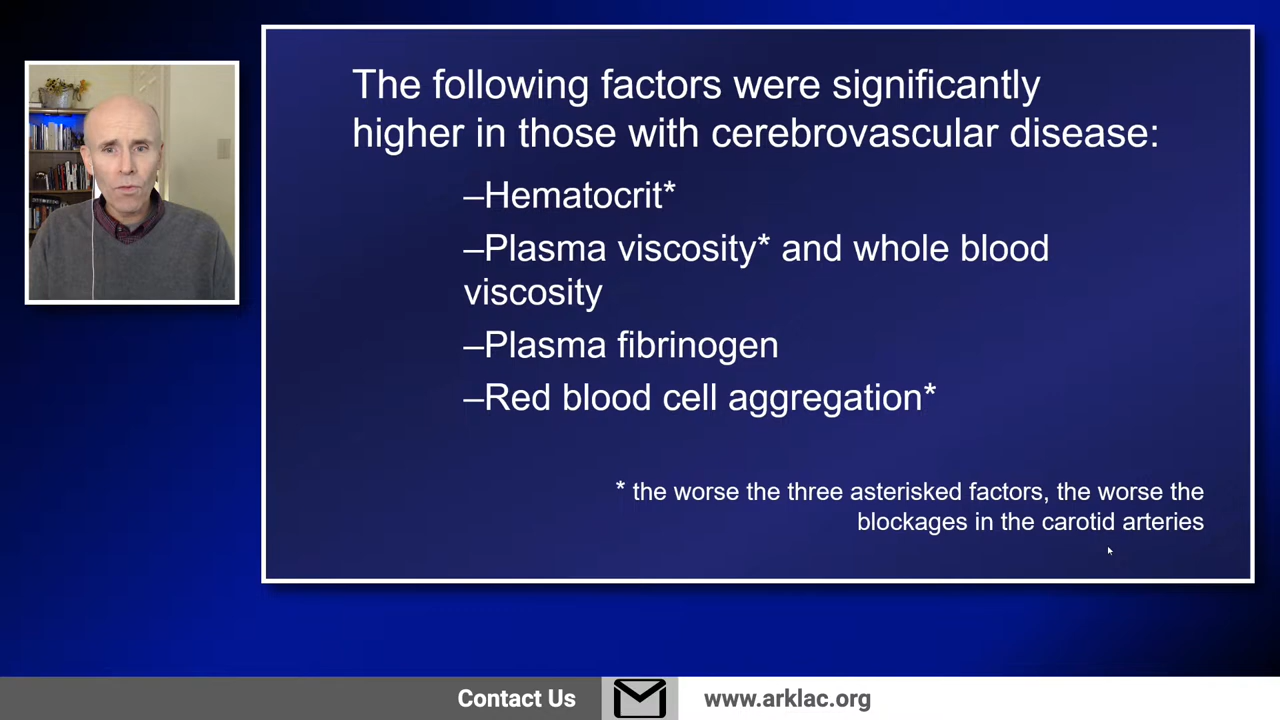 The following factors were significantly
higher in those with cerebrovascular disease:
–Hematocrit*
–Plasma viscosity* and whole blood
viscosity
–Plasma fibrinogen
–Red blood cell aggregation*
* the worse the three asterisked factors, the worse the
blockages in the carotid arteries
Contact Us www.arklac.org